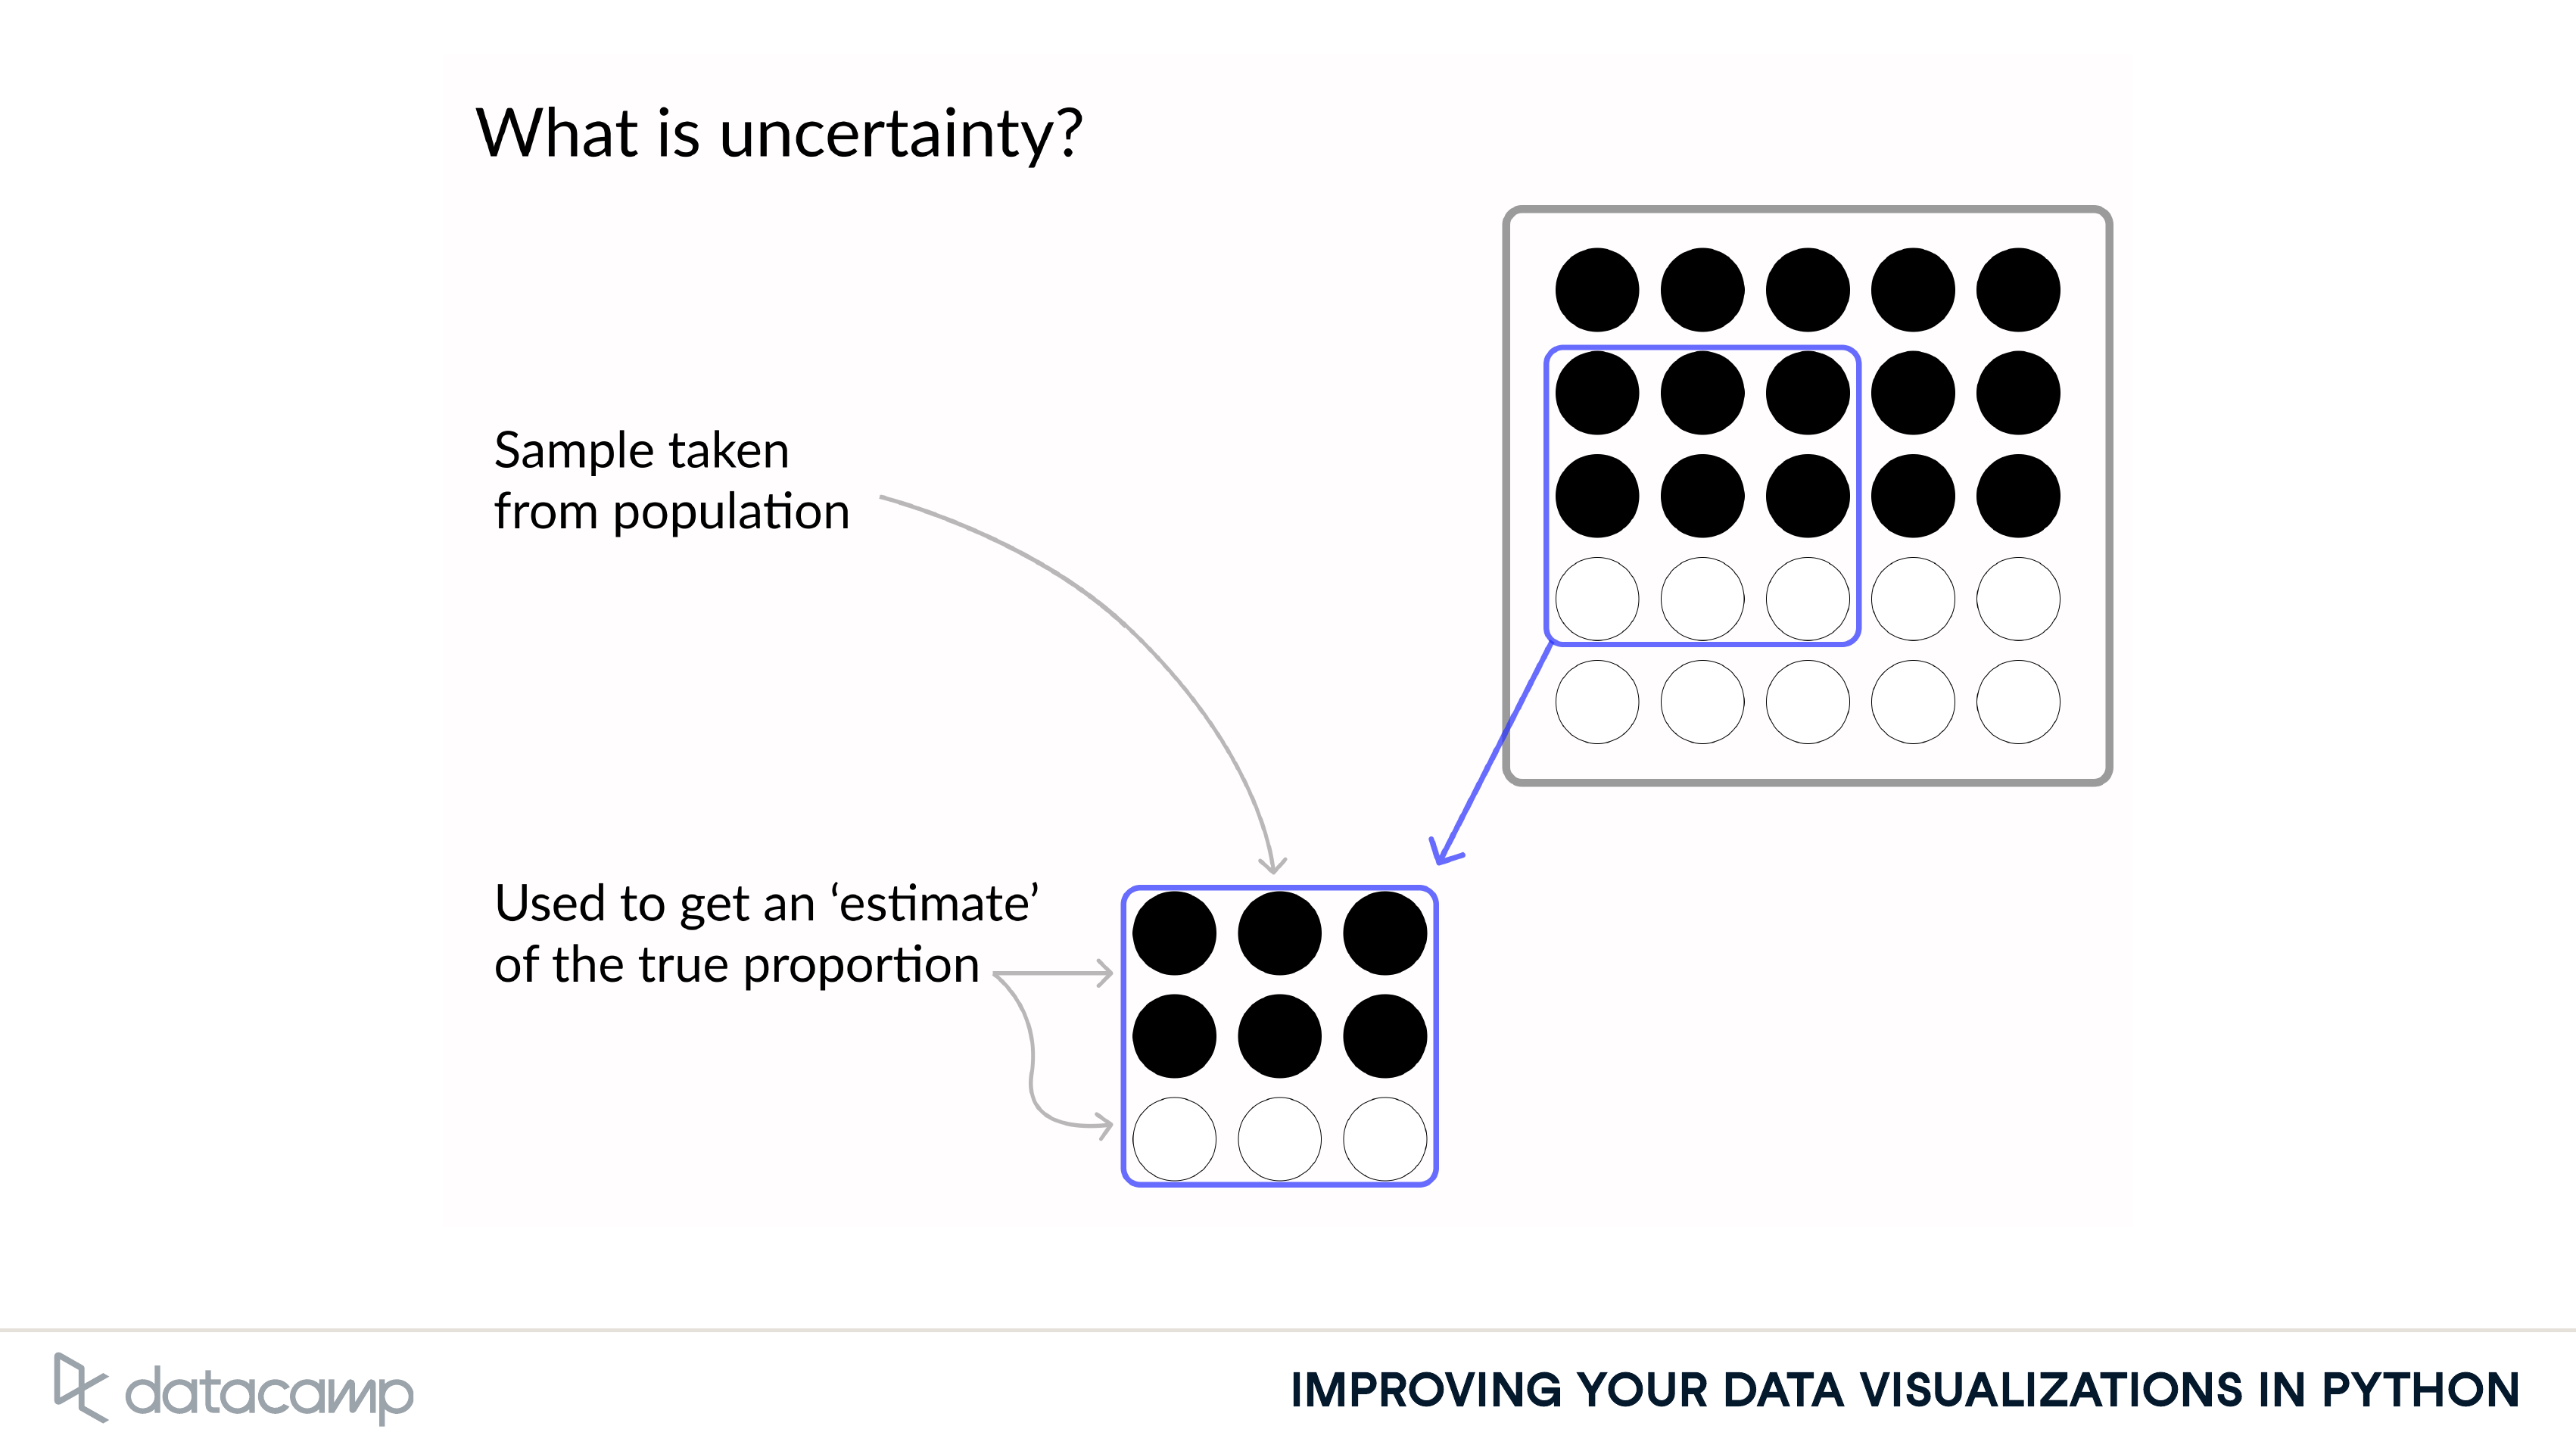 What is uncertainty?
Sample taken
from population
Used to get an ‘estimate’
of the true proportion
datacamp
IMPROVING YOUR DATA VISUALIZATIONS IN PYTHON